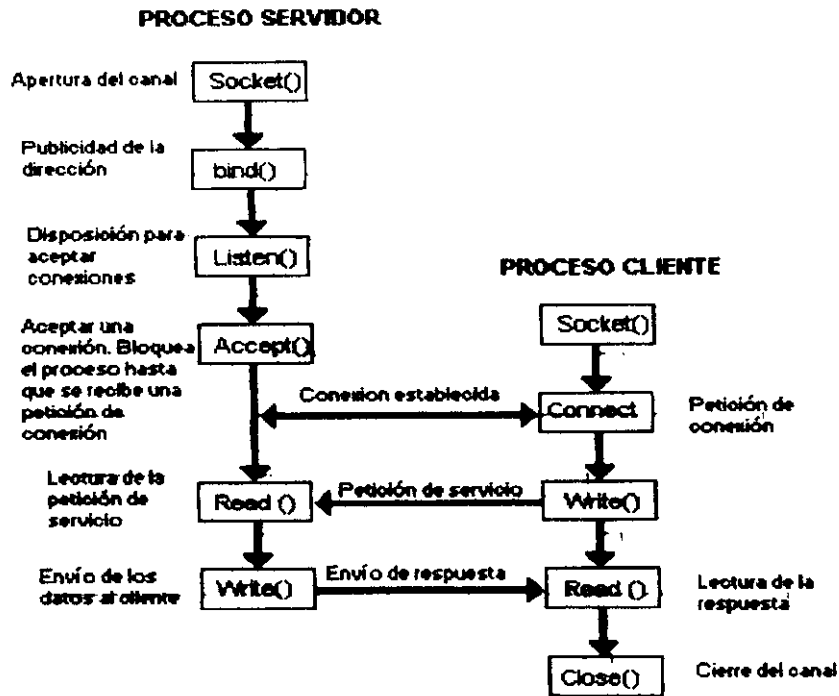 PROCESO SERVIDOR
Apertura del canal
Socket()
Publicidad de la
dirección
bind()
Disposición para
aceptar
conexiones
Listen()
PROCESO CLIENTE
Socket()
Aceptar una
conexión. Bloquea
el proceso hasta
que se recibe una
petición de
conexión
Accept()
Conexion establecida
Connect
Petición de
conexión
Lectura de la
petición de
servicio
Read ()
Petición de servicio
Write()
Envío de los
datos al cliente
Write()
Envío de respuesta
Read ()
Lectura de la
respuesta
Close()
Cierre del canal